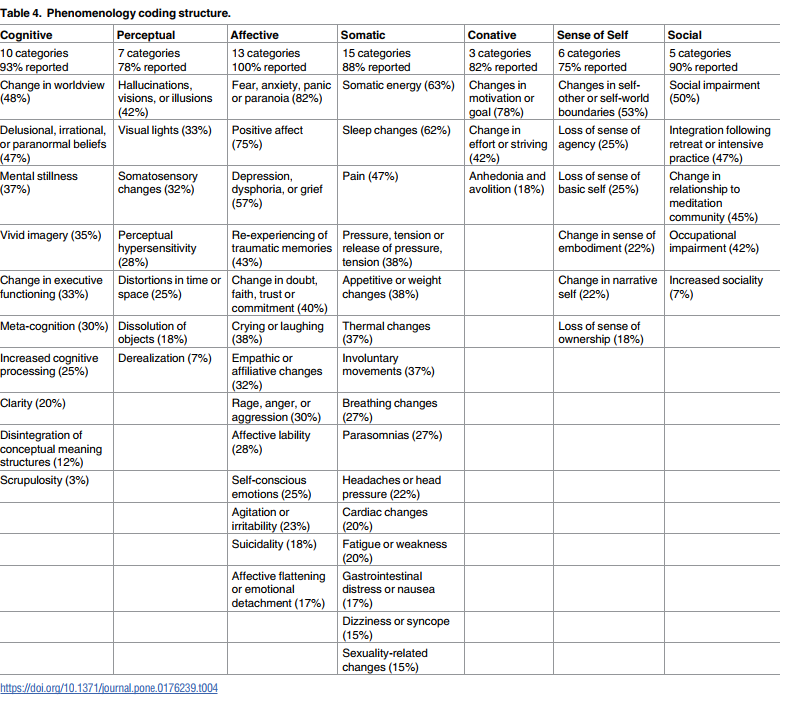 Table 4. Phenomenology coding structure.
Cognitive Perceptual Affective Somatic Conative Sense of Self Social
10 categories 7 categories 13 categories 15 categories 3 categories 6 categories 5 categories
93% reported 78% reported 100% reported 88% reported 82% reported 75% reported 90% reported
Change in worldview Hallucinations, Fear, anxiety, panic Somatic energy (63%) Changes in Changes in self- Social impairment
(48%) visions, or illusions or paranoia (82%) motivation or other or self-world (50%)
(42%) goal (78%) boundaries (53%)
Delusional, irrational, Visual lights (33%) Positive affect Sleep changes (62%) Change in Loss of sense of Integration following
or paranormal beliefs (75%) effort or striving agency (25%) retreat or intensive
(47%) (42%) practice (47%)
Mental stillness Somatosensory Depression, Pain (47%) Anhedonia and Loss of sense of Change in
(37%) changes (32%) dysphoria, or grief avolition (18%) basic self (25%) relationship to
(57%) meditation
community (45%)
Vivid imagery (35%) Perceptual Re-experiencing of Pressure, tension or Change in sense of Occupational
hypersensitivity traumatic memories release of pressure, embodiment (22%) impairment (42%)
(28%) (43%) tension (38%)
Change in executive Distortions in time or Change in doubt, Appetitive or weight Change in narrative Increased sociality
functioning (33%) space (25%) faith, trust or changes (38%) self (22%) (7%)
commitment (40%)
Meta-cognition (30%) Dissolution of Crying or laughing Thermal changes Loss of sense of
objects (18%) (38%) (37%) ownership (18%)
Increased cognitive Derealization (7%) Empathic or Involuntary
processing (25%) affiliative changes movements (37%)
(32%)
Clarity (20%) Rage, anger, or Breathing changes
aggression (30%) (27%)
Disintegration of Affective lability Parasomnias (27%)
conceptual meaning (28%)
structures (12%)
Scrupulosity (3%) Self-conscious Headaches or head
emotions (25%) pressure (22%)
Agitation or Cardiac changes
irritability (23%) (20%)
Suicidality (18%) Fatigue or weakness
(20%)
Affective flattening Gastrointestinal
or emotional distress or nausea
detachment (17%) (17%)
Dizziness or syncope
(15%)
Sexuality-related
changes (15%)
https://doi.org/10.1371/journal.pone.0176239.t004